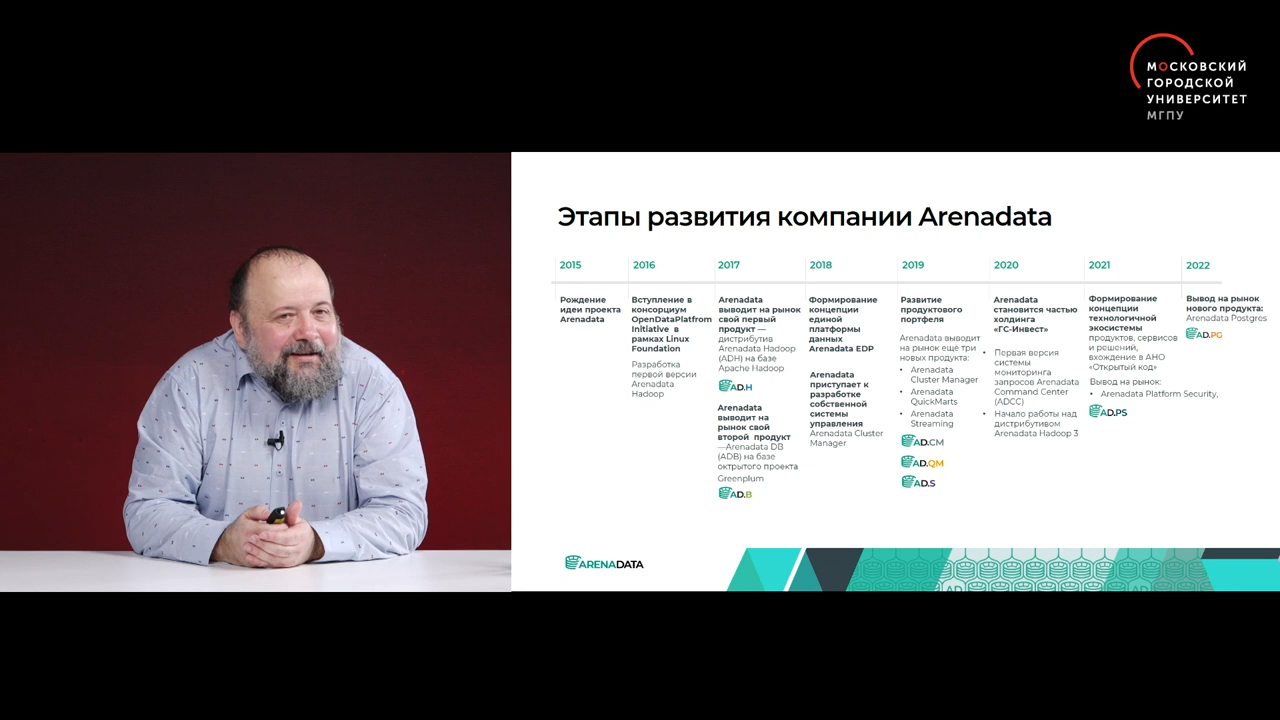 МОСКОВСКИЙ
ГОРОДСКОЙ
УНИВЕРСИТЕТ
МГПУ
Этапы развития компании Arenadata
2015
Рождение
идеи проекта
Arenadata
2016
Вступление в
консорциум
OpenDataPlatfrom
Initiative в
рамках Linux
Foundation
Разработка
первой версии
Arenadata
Hadoop
2017
Arenadata
выводит на рынок
свой первый
продукт —
дистрибутив
Arenadata Hadoop
(ADH) на базе
Apache Hadoop
AD.H
Arenadata
выводит на
рынок свой
второй продукт
—Arenadata DB
(ADB) на базе
октрытого проекта
Greenplum
AD.B
2018
Формирование
концепции
единой
платформы
данных
Arenadata EDP
Arenadata
приступает к
разработке
собственной
системы
управления
Arenadata Cluster
Manager
2019
Развитие
продуктового
портфеля
Arenadata выводит
на рынок ещё три
новых продукта:
• Arenadata
Cluster Manager
• Arenadata
QuickMarts
• Arenadata
Streaming
AD.CM
AD.QM
AD.S
2020
Arenadata
становится частью
холдинга
«ГС-Инвест»
• Первая версия
системы
мониторинга
запросов Arenadata
Command Center
(ADCC)
• Начало работы над
дистрибутивом
Arenadata Hadoop 3
2021
Формирование
концепции
технологичной
экосистемы
продуктов, сервисов
и решений,
вхождение в АНО
«Открытый код»
Вывод на рынок:
• Arenadata Platform Security,
AD.PS
2022
Вывод на рынок
нового продукта:
Arenadata Postgres
AD.PG
ARENADATA
AD